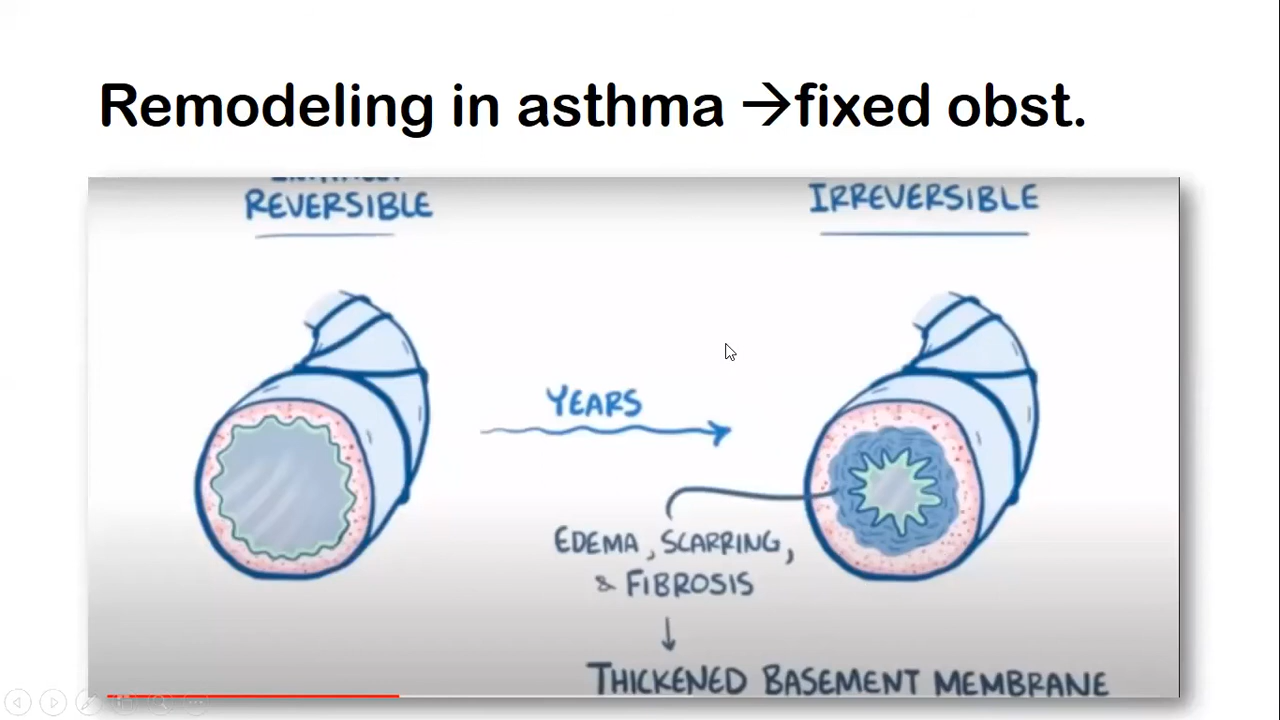 Remodeling in asthma →fixed obst.
REVERSIBLE
IRREVERSIBLE
YEARS
EDEMA, SCARRING,
& FIBROSIS
↓
THICKENED BASEMENT MEMBRANE